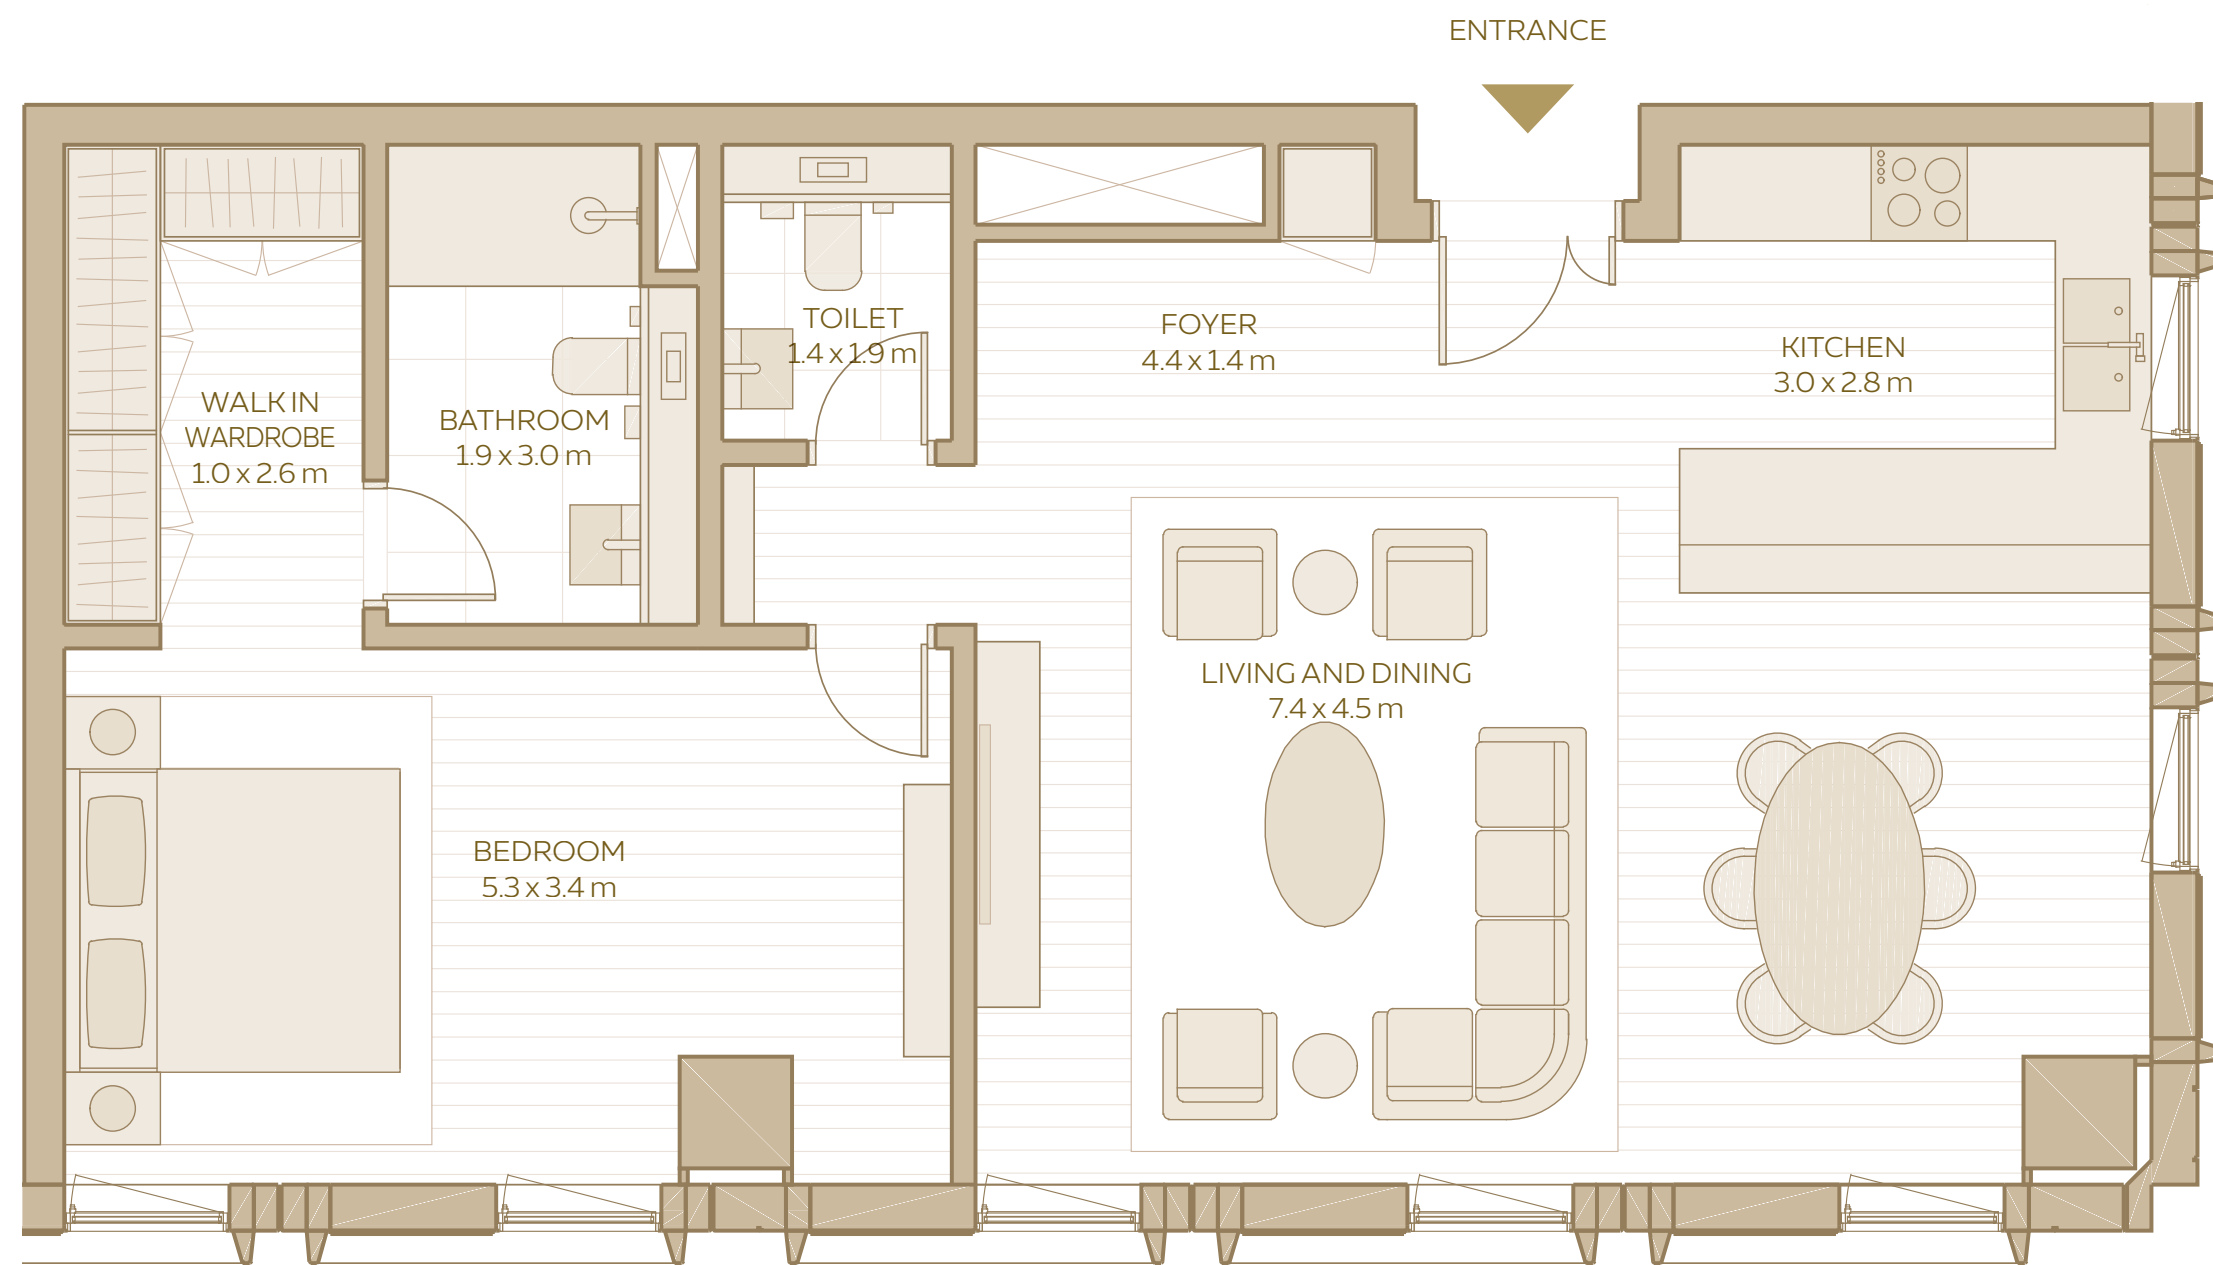 ENTRANCE
TOILET
1.4 x 1.9 m
FOYER
4.4 x 1.4 m
KITCHEN
3.0 x 2.8 m
WALK IN
WARDROBE
1.0 x 2.6 m
BATHROOM
1.9 x 3.0 m
LIVING AND DINING
7.4 x 4.5 m
BEDROOM
5.3 x 3.4 m